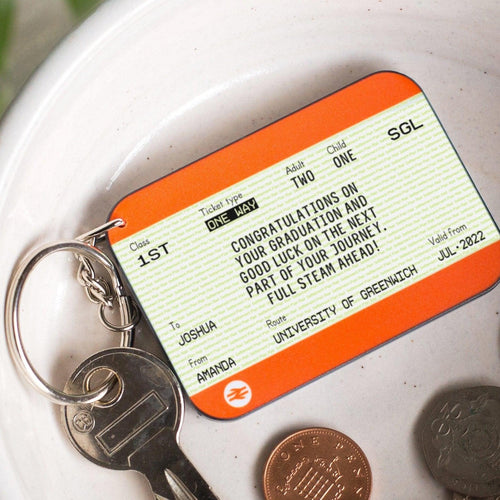 Class
1ST
Ticket type
ONE WAY
Adult
TWO
Child
ONE
SGL
CONGRATULATIONS ON
YOUR GRADUATION AND
GOOD LUCK ON THE NEXT
PART OF YOUR JOURNEY.
FULL STEAM AHEAD!
Valid from
JUL·2022
To
JOSHUA
Route
UNIVERSITY OF GREENWICH
From
AMANDA
ONE PENNY